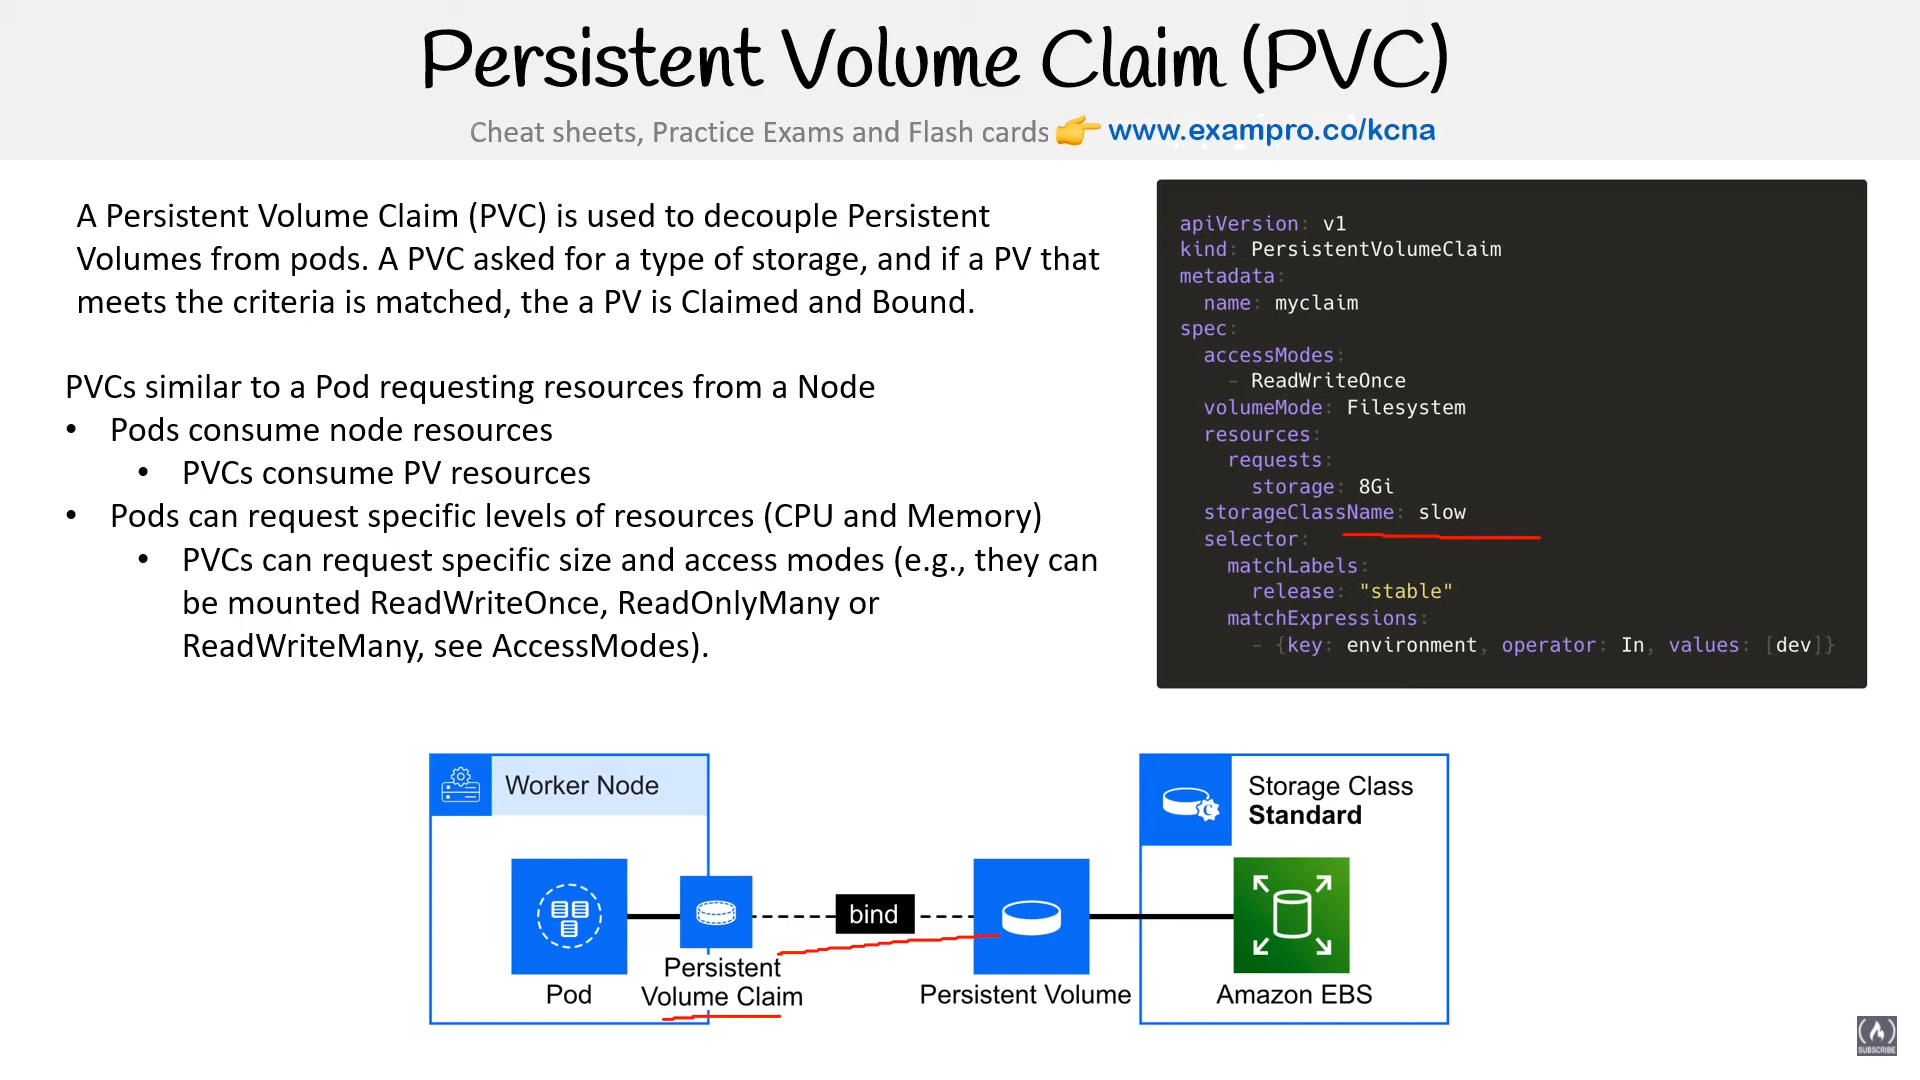 Persistent Volume Claim (PVC)
Cheat sheets, Practice Exams and Flash cards 👉 www.exampro.co/kcna
A Persistent Volume Claim (PVC) is used to decouple Persistent
Volumes from pods. A PVC asked for a type of storage, and if a PV that
meets the criteria is matched, the a PV is Claimed and Bound.
PVCs similar to a Pod requesting resources from a Node
• Pods consume node resources
• PVCs consume PV resources
• Pods can request specific levels of resources (CPU and Memory)
• PVCs can request specific size and access modes (e.g., they can
be mounted ReadWriteOnce, ReadOnlyMany or
ReadWriteMany, see AccessModes).
apiVersion: v1
kind: PersistentVolumeClaim
metadata:
  name: myclaim
spec:
  accessModes:
    - ReadWriteOnce
  volumeMode: Filesystem
  resources:
    requests:
      storage: 8Gi
  storageClassName: slow
  selector:
    matchLabels:
      release: "stable"
    matchExpressions:
      - {key: environment, operator: In, values: [dev]}
Worker Node
Pod
Persistent
Volume Claim
bind
Persistent Volume
Storage Class
Standard
Amazon EBS
SUBSCRIBE